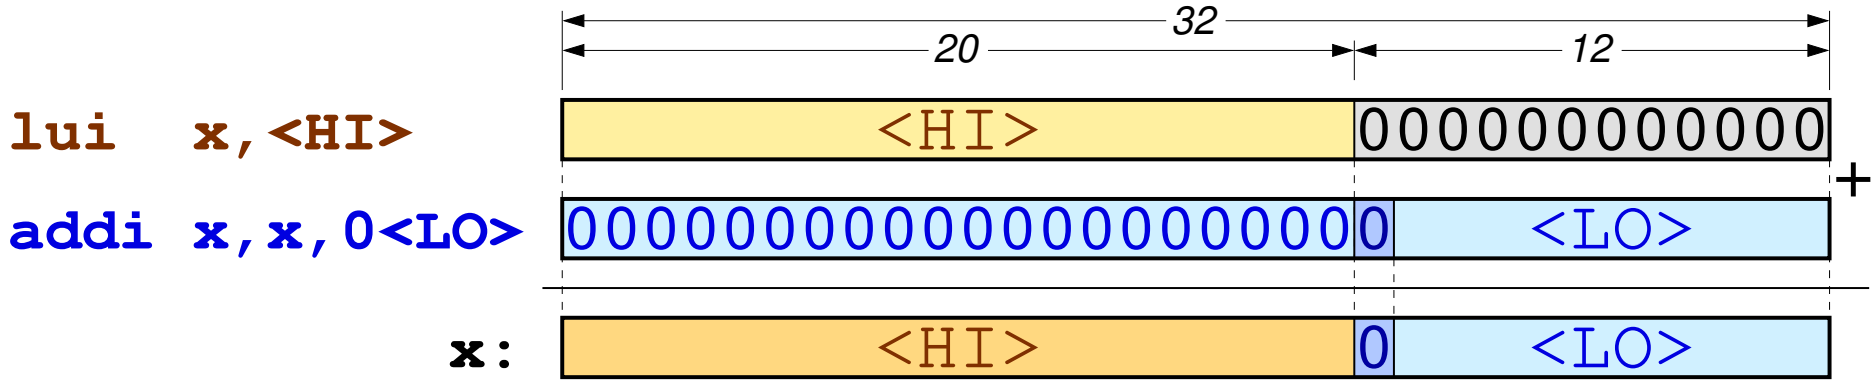 32
20 12
lui x,<HI> <HI> 000000000000
+
addi x,x,0<LO> 00000000000000000000 0 <LO>
x: <HI> 0 <LO>